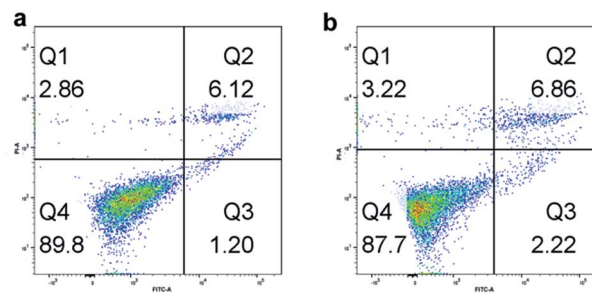 a
Q1
2.86
Q2
6.12
Q4
89.8
Q3
1.20
PI-A
FITC-A
b
Q1
3.22
Q2
6.86
Q4
87.7
Q3
2.22
PI-A
FITC-A